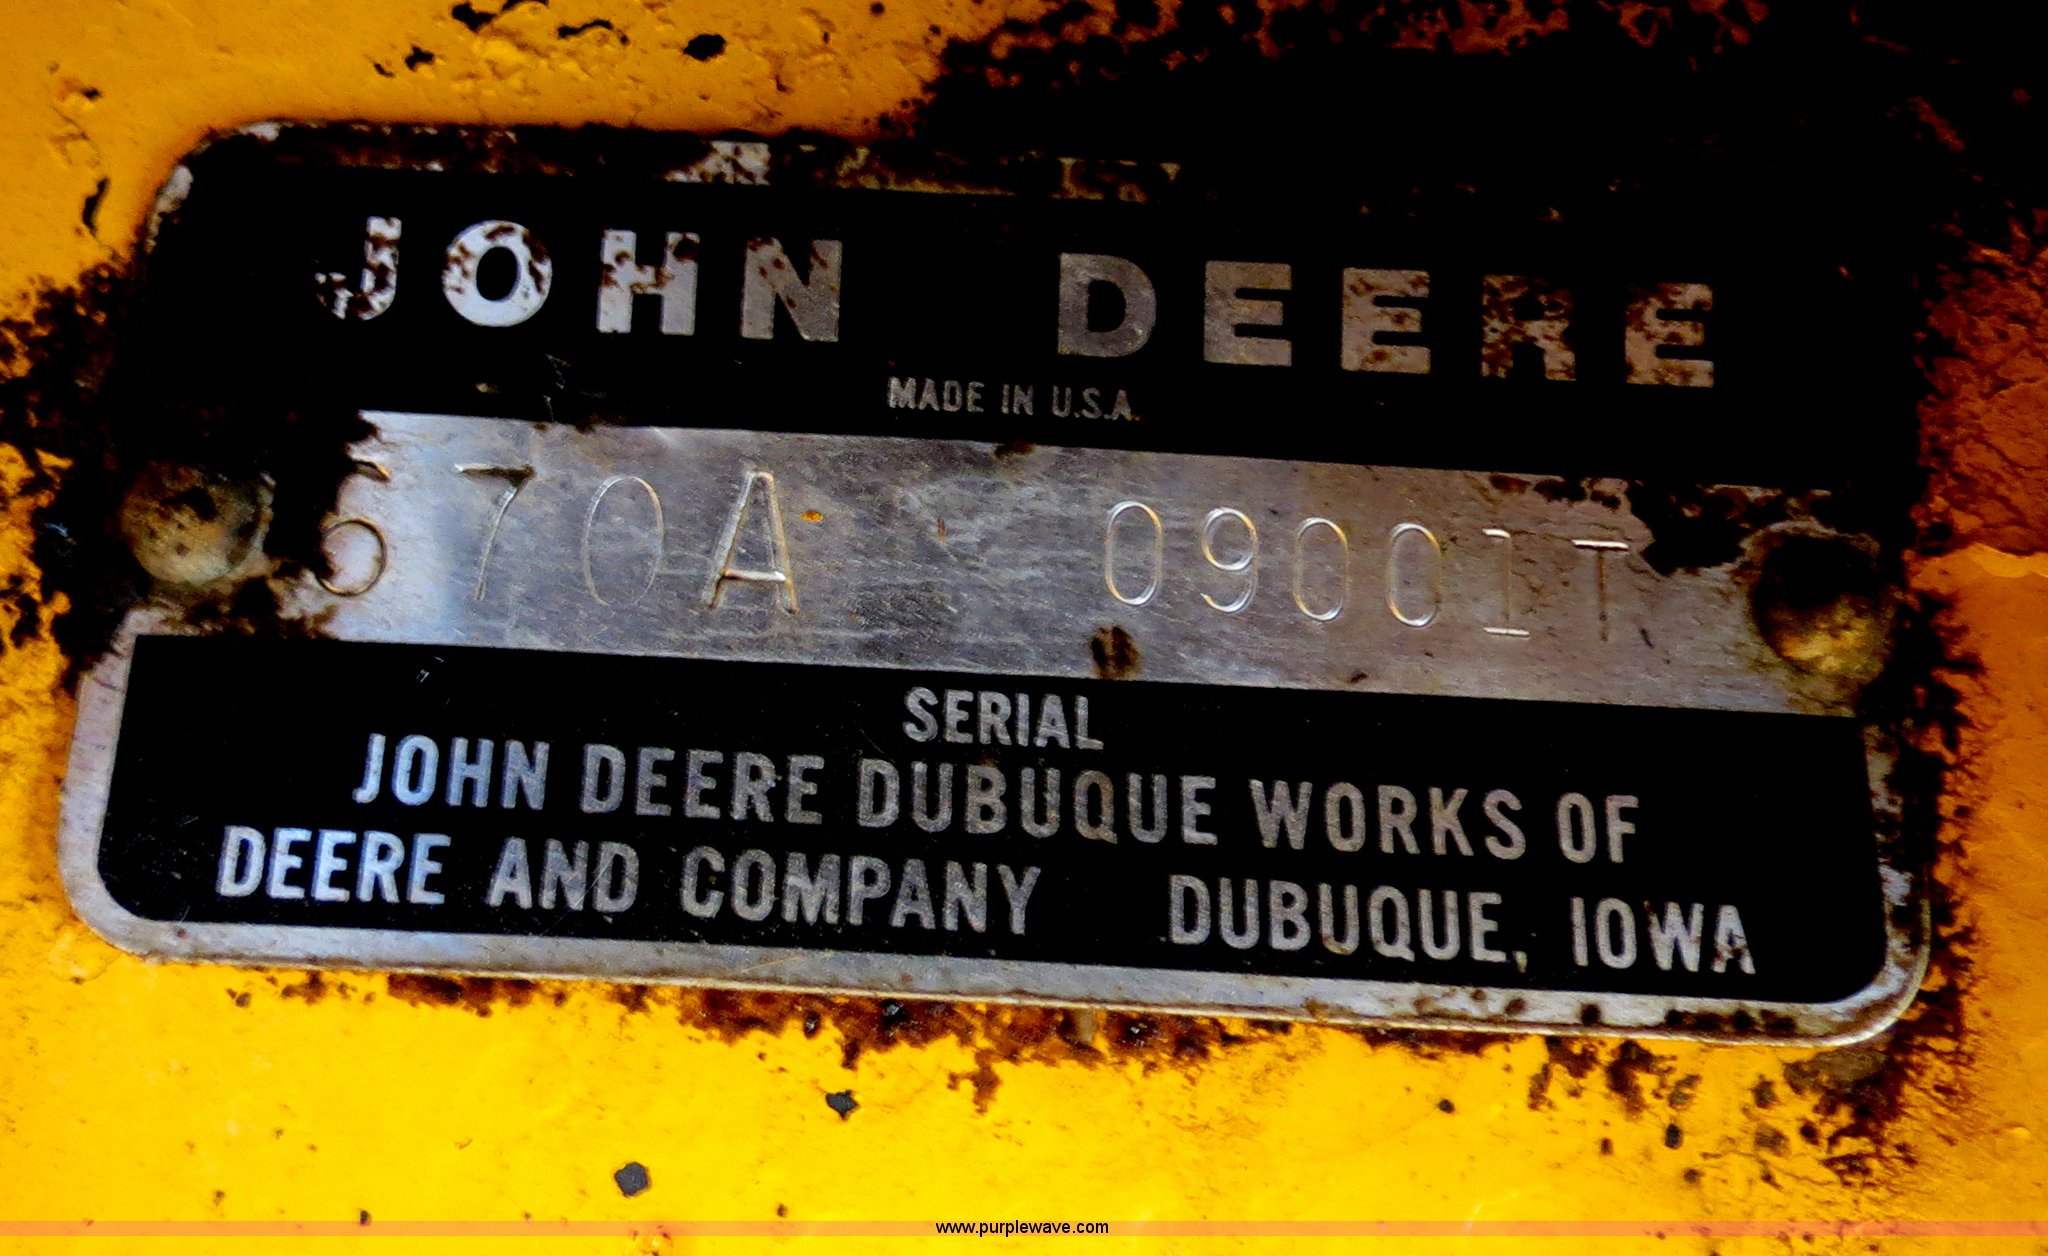 JOHN DEERE
MADE IN U.S.A.
670A 09001T
SERIAL
JOHN DEERE DUBUQUE WORKS OF
DEERE AND COMPANY DUBUQUE, IOWA
www.purplewave.com